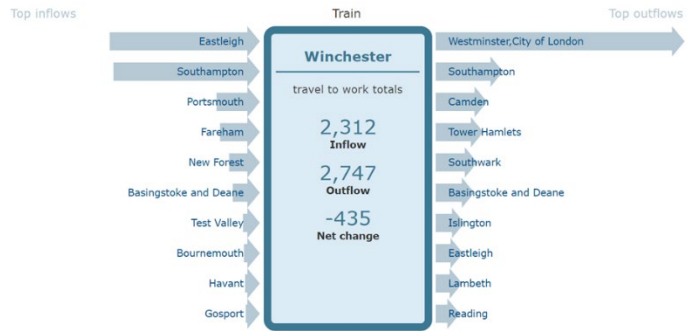 Top inflows
Train
Top outflows
Eastleigh
Southampton
Portsmouth
Fareham
New Forest
Basingstoke and Deane
Test Valley
Bournemouth
Havant
Gosport
Winchester
travel to work totals
2,312
Inflow
2,747
Outflow
-435
Net change
Westminster,City of London
Southampton
Camden
Tower Hamlets
Southwark
Basingstoke and Deane
Islington
Eastleigh
Lambeth
Reading